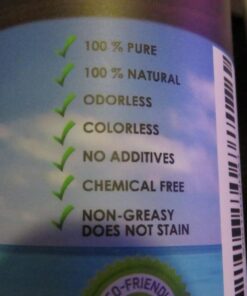 100 % PURE
100 % NATURAL
ODORLESS
COLORLESS
NO ADDITIVES
CHEMICAL FREE
NON-GREASY
DOES NOT STAIN